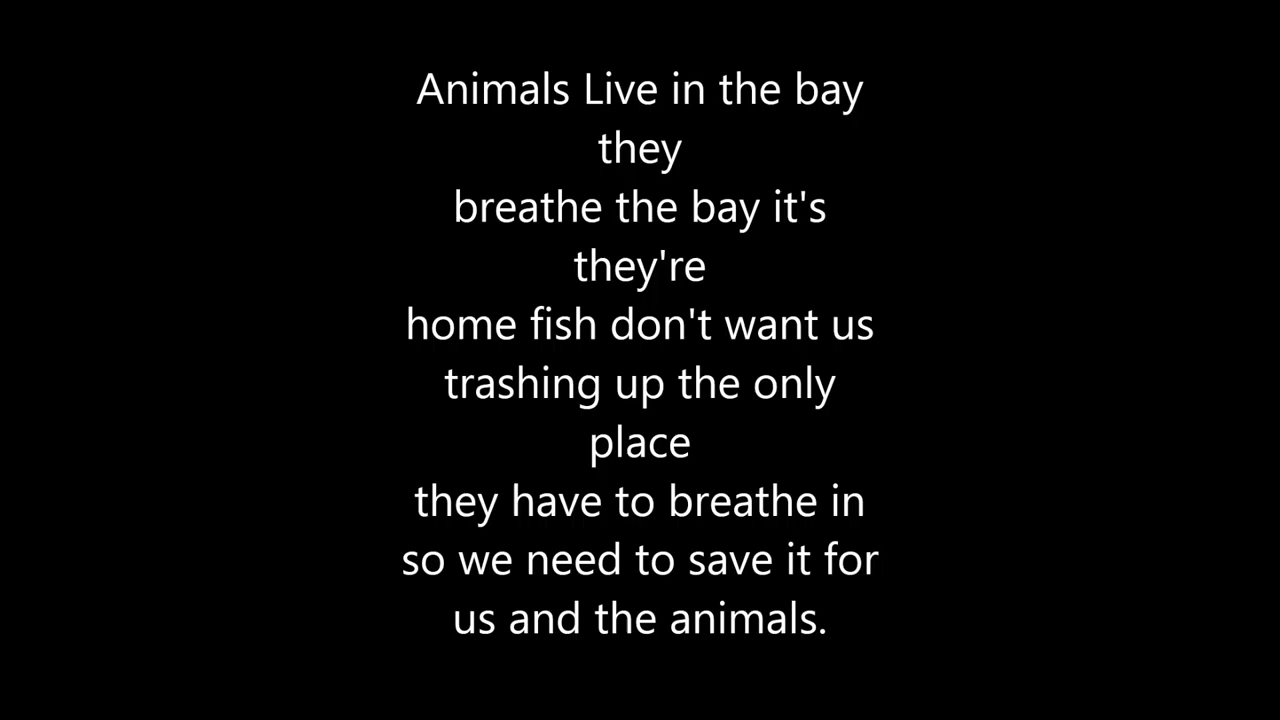 Animals Live in the bay
they
breathe the bay it's
they're
home fish don't want us
trashing up the only
place
they have to breathe in
so we need to save it for
us and the animals.